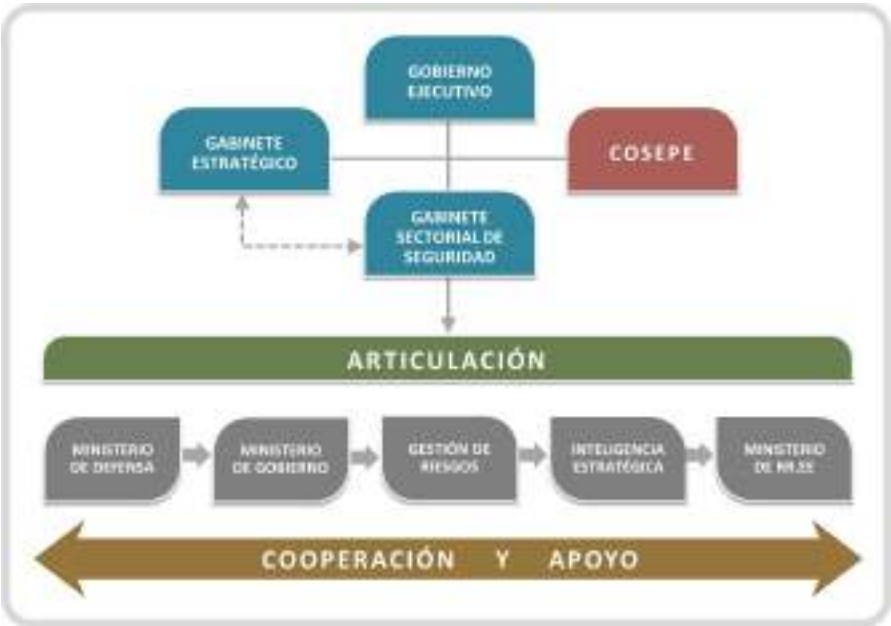 GOBIERNO
EJECUTIVO
GABINETE
ESTRATÉGICO
COSEPE
GABINETE
SECTORIAL DE
SEGURIDAD
ARTICULACIÓN
MINISTERIO
DE DEFENSA
MINISTERIO
DE GOBIERNO
GESTIÓN DE
RIESGOS
INTELIGENCIA
ESTRATÉGICA
MINISTERIO
DE RR.EE
COOPERACIÓN Y APOYO